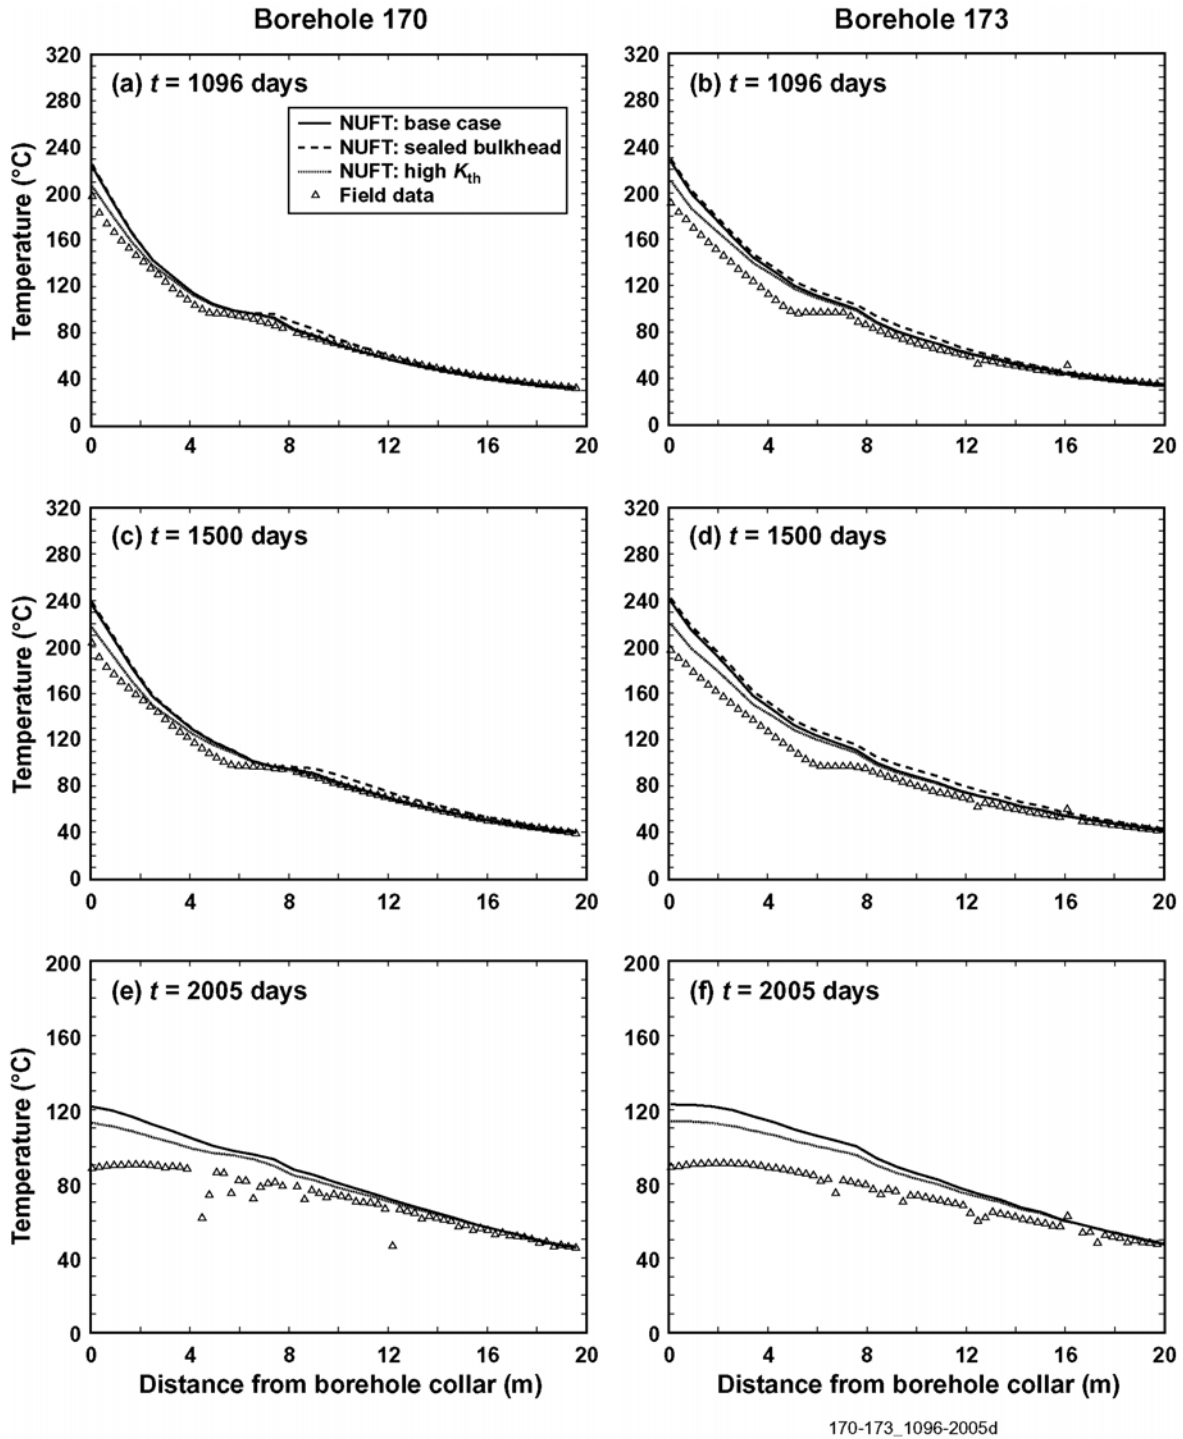 Borehole 170
Borehole 173
(a) t = 1096 days
NUFT: base case
NUFT: sealed bulkhead
NUFT: high Kth
Field data
Temperature (°C)
320
280
240
200
160
120
80
40
0
0 4 8 12 16 20
(b) t = 1096 days
320
280
240
200
160
120
80
40
0
0 4 8 12 16 20
(c) t = 1500 days
Temperature (°C)
320
280
240
200
160
120
80
40
0
0 4 8 12 16 20
(d) t = 1500 days
320
280
240
200
160
120
80
40
0
0 4 8 12 16 20
(e) t = 2005 days
Temperature (°C)
200
160
120
80
40
0
0 4 8 12 16 20
Distance from borehole collar (m)
(f) t = 2005 days
200
160
120
80
40
0
0 4 8 12 16 20
Distance from borehole collar (m)
170-173_1096-2005d